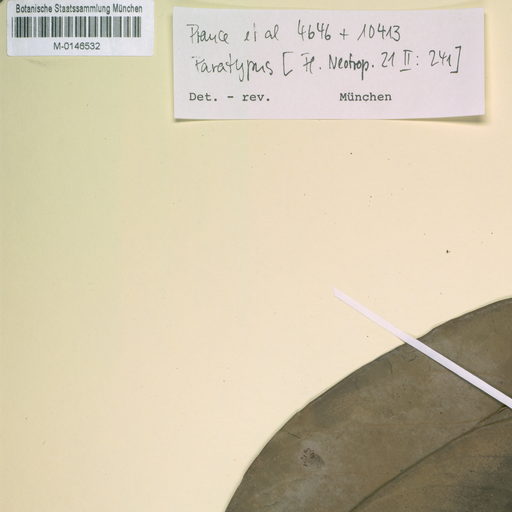 Botanische Staatssammlung München
M-0146532
Prance et al 4646 + 10413
Paratypus [Fl. Neotrop. 21 II: 241]
Det. - rev. München